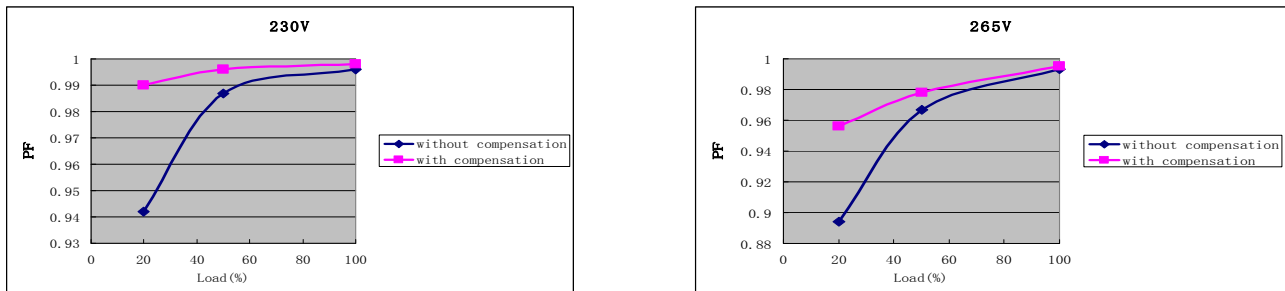 230V
PF
1
0.99
0.98
0.97
0.96
0.95
0.94
0.93
0 20 40 60 80 100
Load(%)
without compensation
with compensation
265V
PF
1
0.98
0.96
0.94
0.92
0.9
0.88
0 20 40 60 80 100
Load(%)
without compensation
with compensation